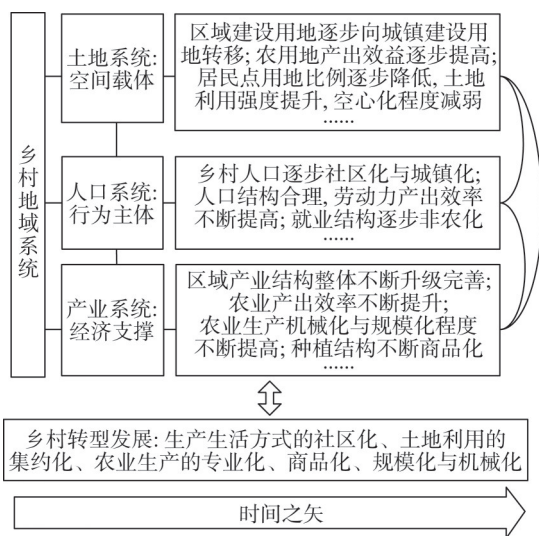 乡村地域系统
土地系统:
空间载体
区域建设用地逐步向城镇建设用
地转移; 农用地产出效益逐步提高;
居民点用地比例逐步降低, 土地
利用强度提升, 空心化程度减弱
······
人口系统:
行为主体
乡村人口逐步社区化与城镇化;
人口结构合理, 劳动力产出效率
不断提高; 就业结构逐步非农化
······
产业系统:
经济支撑
区域产业结构整体不断升级完善;
农业产出效率不断提升;
农业生产机械化与规模化程度
不断提高; 种植结构不断商品化
······
乡村转型发展: 生产生活方式的社区化、土地利用的
集约化、农业生产的专业化、商品化、规模化与机械化
时间之矢